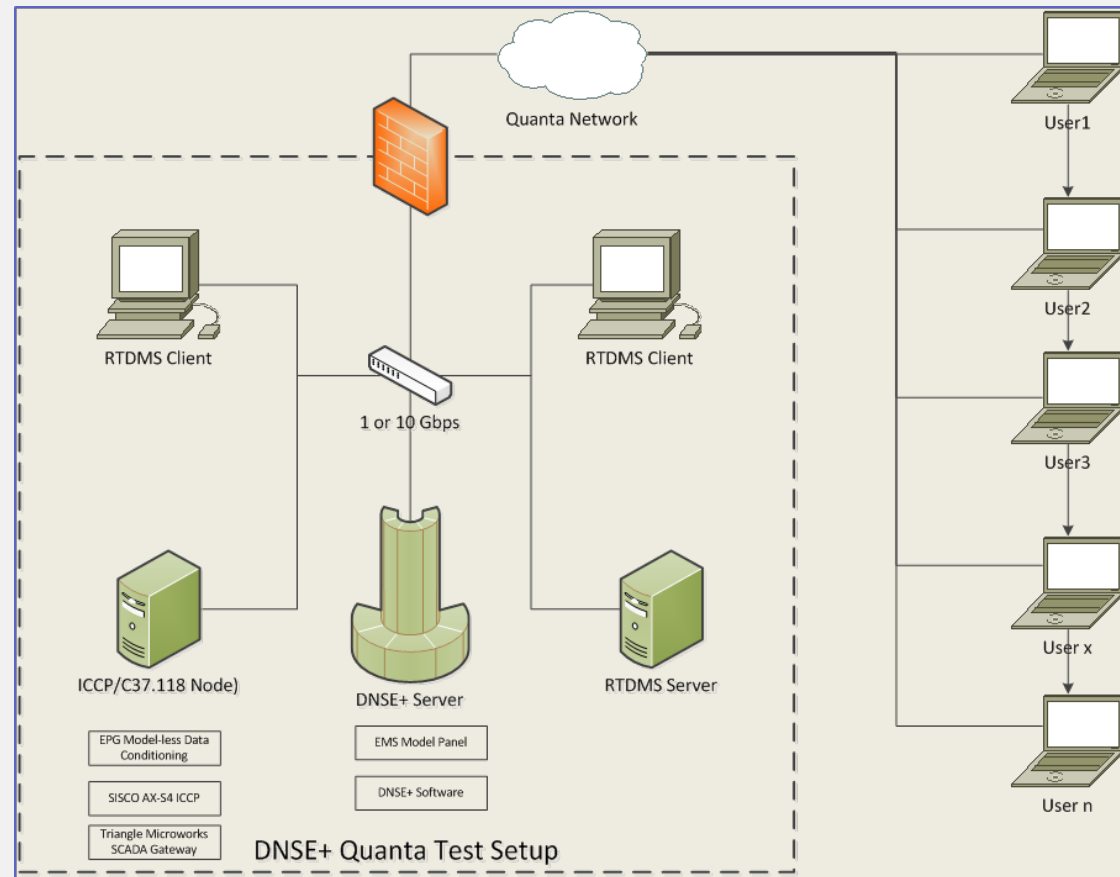 Quanta Network
User1
RTDMS Client
RTDMS Client
User2
1 or 10 Gbps
User3
ICCP/C37.118 Node)
DNSE+ Server
RTDMS Server
User x
EPG Model-less Data
Conditioning
EMS Model Panel
SISCO AX-S4 ICCP
DNSE+ Software
User n
Triangle Microworks
SCADA Gateway
DNSE+ Quanta Test Setup